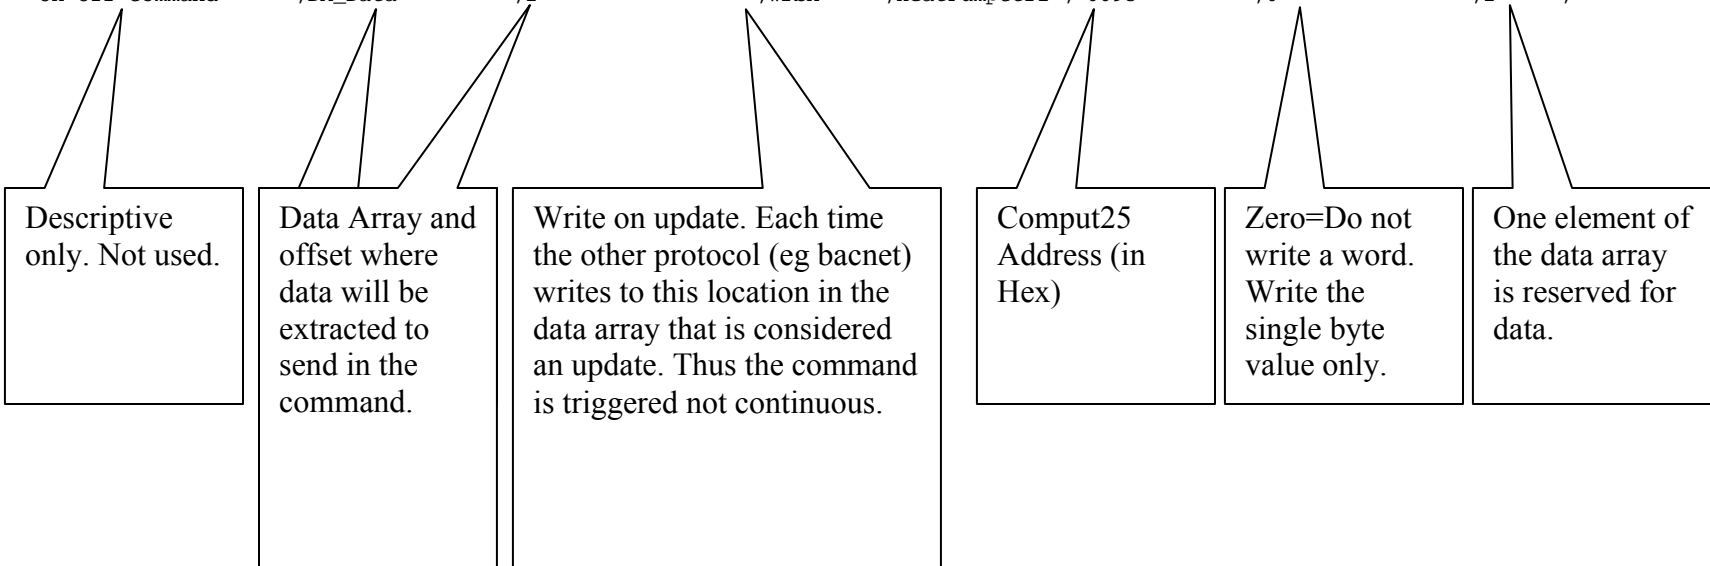 Descriptive
only. Not used.
Data Array and
offset where
data will be
extracted to
send in the
command.
Write on update. Each time
the other protocol (eg bacnet)
writes to this location in the
data array that is considered
an update. Thus the command
is triggered not continuous.
Comput25
Address (in
Hex)
Zero=Do not
write a word.
Write the
single byte
value only.
One element of
the data array
is reserved for
data.